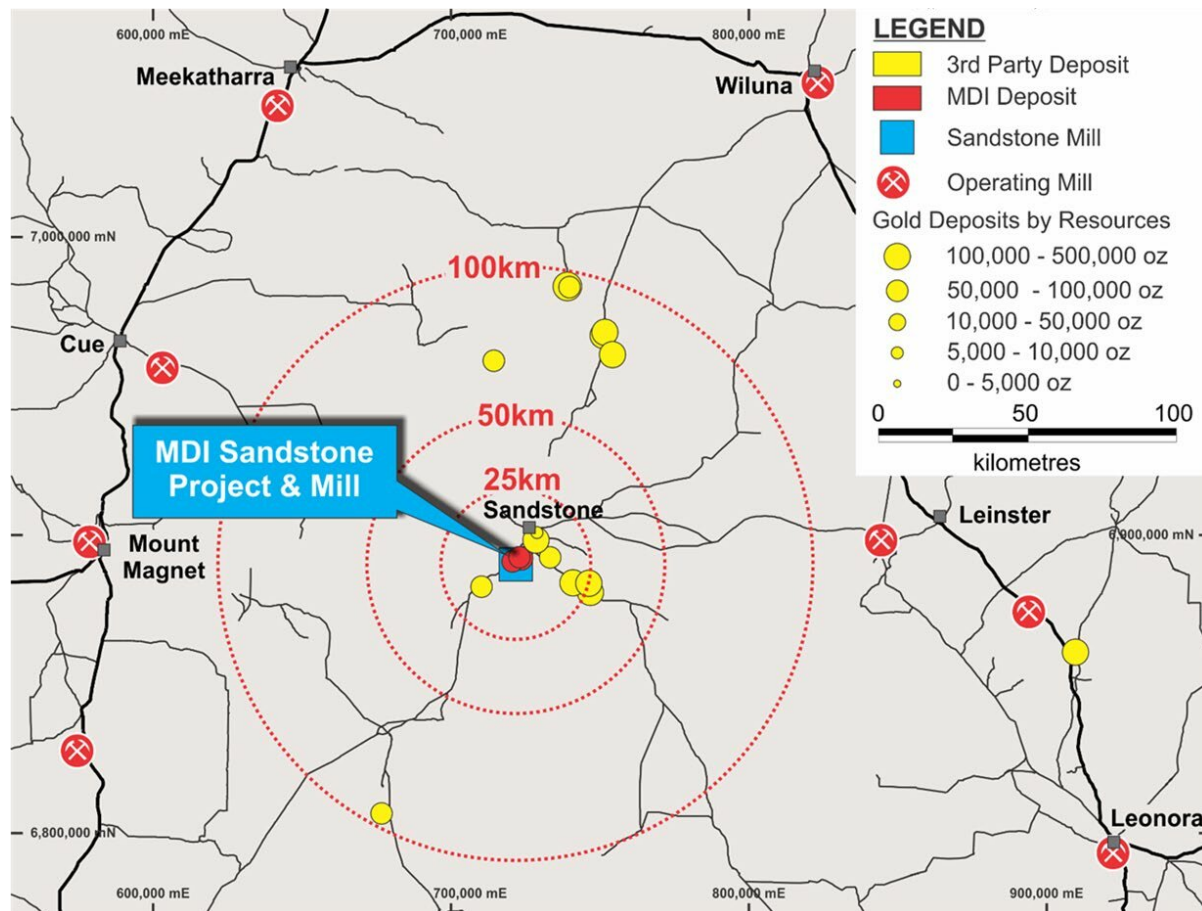 600,000 mE
700,000 mE
800,000 mE
Meekatharra
Wiluna
LEGEND
3rd Party Deposit
MDI Deposit
Sandstone Mill
Operating Mill
Gold Deposits by Resources
100,000 - 500,000 oz
50,000 - 100,000 oz
10,000 - 50,000 oz
5,000 - 10,000 oz
0 - 5,000 oz
0 50 100
kilometres
7,000,000 mN
100km
Cue
50km
MDI Sandstone
Project & Mill
25km
Sandstone
Leinster
6,900,000 mN
Mount
Magnet
6,800,000 mN
Leonora
600,000 mE
700,000 mE
800,000 mE
900,000 mE